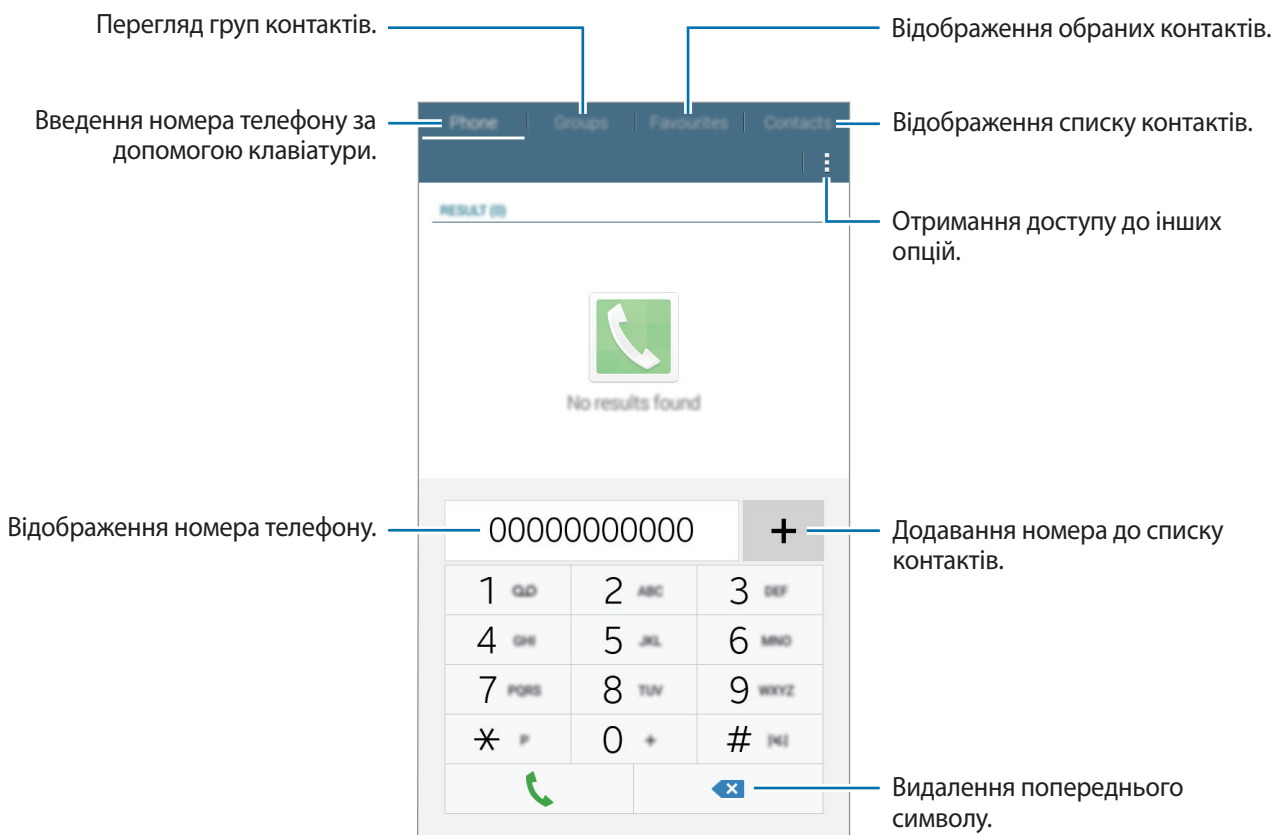 Перегляд груп контактів.
Відображення обраних контактів.
Введення номера телефону за
допомогою клавіатури.
Phone
Groups
Favourites
Contacts
Відображення списку контактів.
RESULT (0)
Отримання доступу до інших
опцій.
No results found
Відображення номера телефону.
00000000000
+
Додавання номера до списку
контактів.
1
2 ABC
3 DEF
4 GHI
5 JKL
6 MNO
7 PQRS
8 TUV
9 WXYZ
* P
0 +
#
Видалення попереднього
символу.